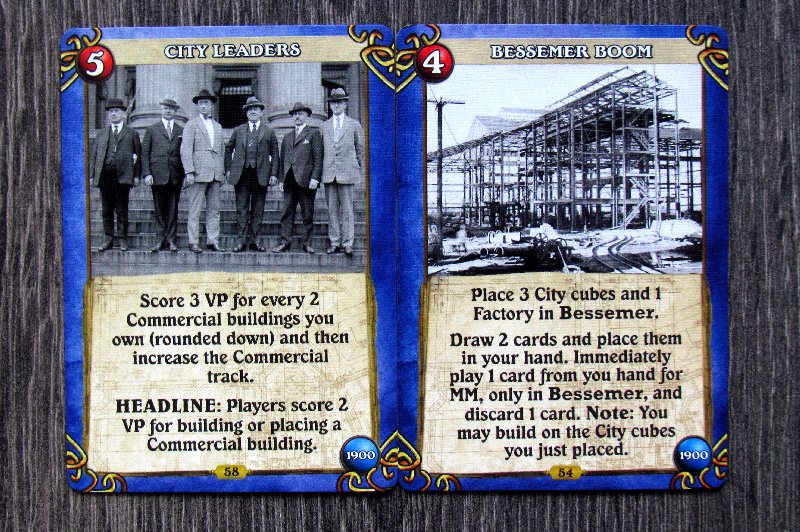 5
CITY LEADERS
Score 3 VP for every 2
Commercial buildings you
own (rounded down) and then
increase the Commercial
track.
HEADLINE: Players score 2
VP for building or placing a
Commercial building.
58
1900
4
BESSEMER BOOM
Place 3 City cubes and 1
Factory in Bessemer.
Draw 2 cards and place them
in your hand. Immediately
play 1 card from you hand for
MM, only in Bessemer, and
discard 1 card. Note: You
may build on the City cubes
you just placed.
54
1900